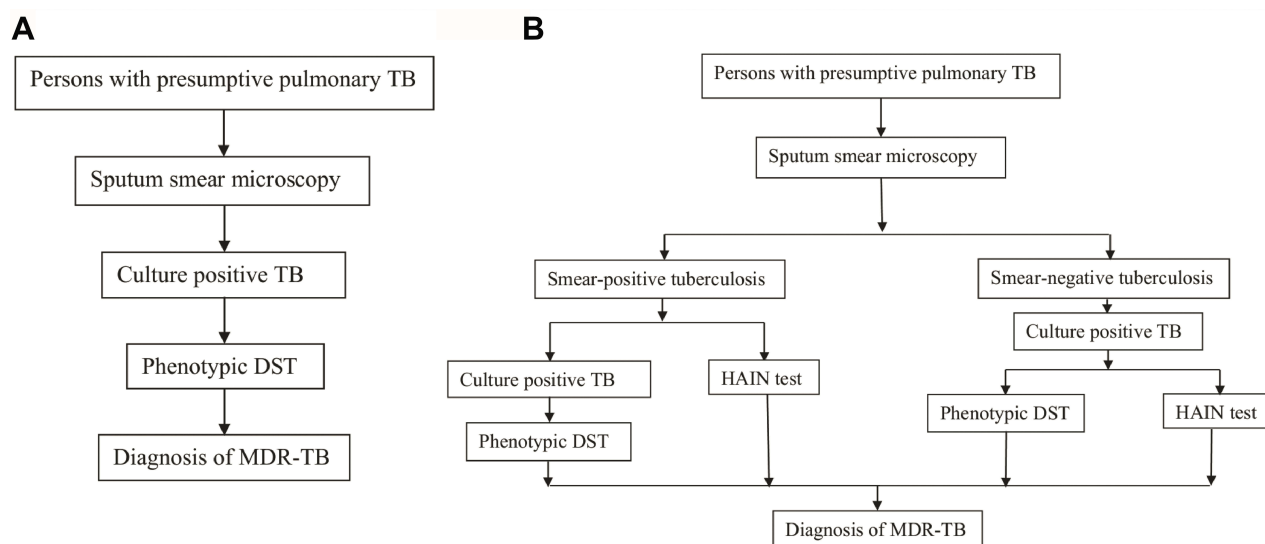 A
Persons with presumptive pulmonary TB
Sputum smear microscopy
Culture positive TB
Phenotypic DST
Diagnosis of MDR-TB
B
Persons with presumptive pulmonary TB
Sputum smear microscopy
Smear-positive tuberculosis
Smear-negative tuberculosis
Culture positive TB
Culture positive TB
HAIN test
Phenotypic DST
HAIN test
Phenotypic DST
Diagnosis of MDR-TB